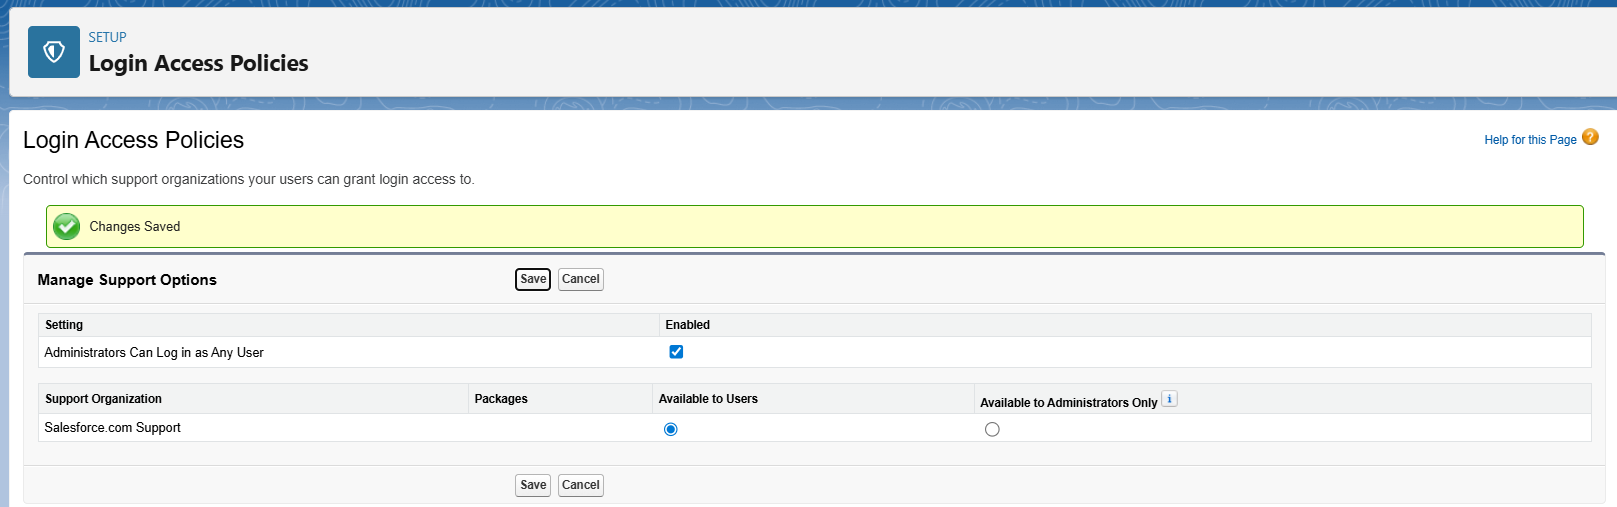 SETUP
Login Access Policies
Login Access Policies
Help for this Page ?
Control which support organizations your users can grant login access to.
Changes Saved
Manage Support Options Save Cancel
Setting Enabled
Administrators Can Log in as Any User
Support Organization Packages Available to Users Available to Administrators Only i
Salesforce.com Support
Save Cancel